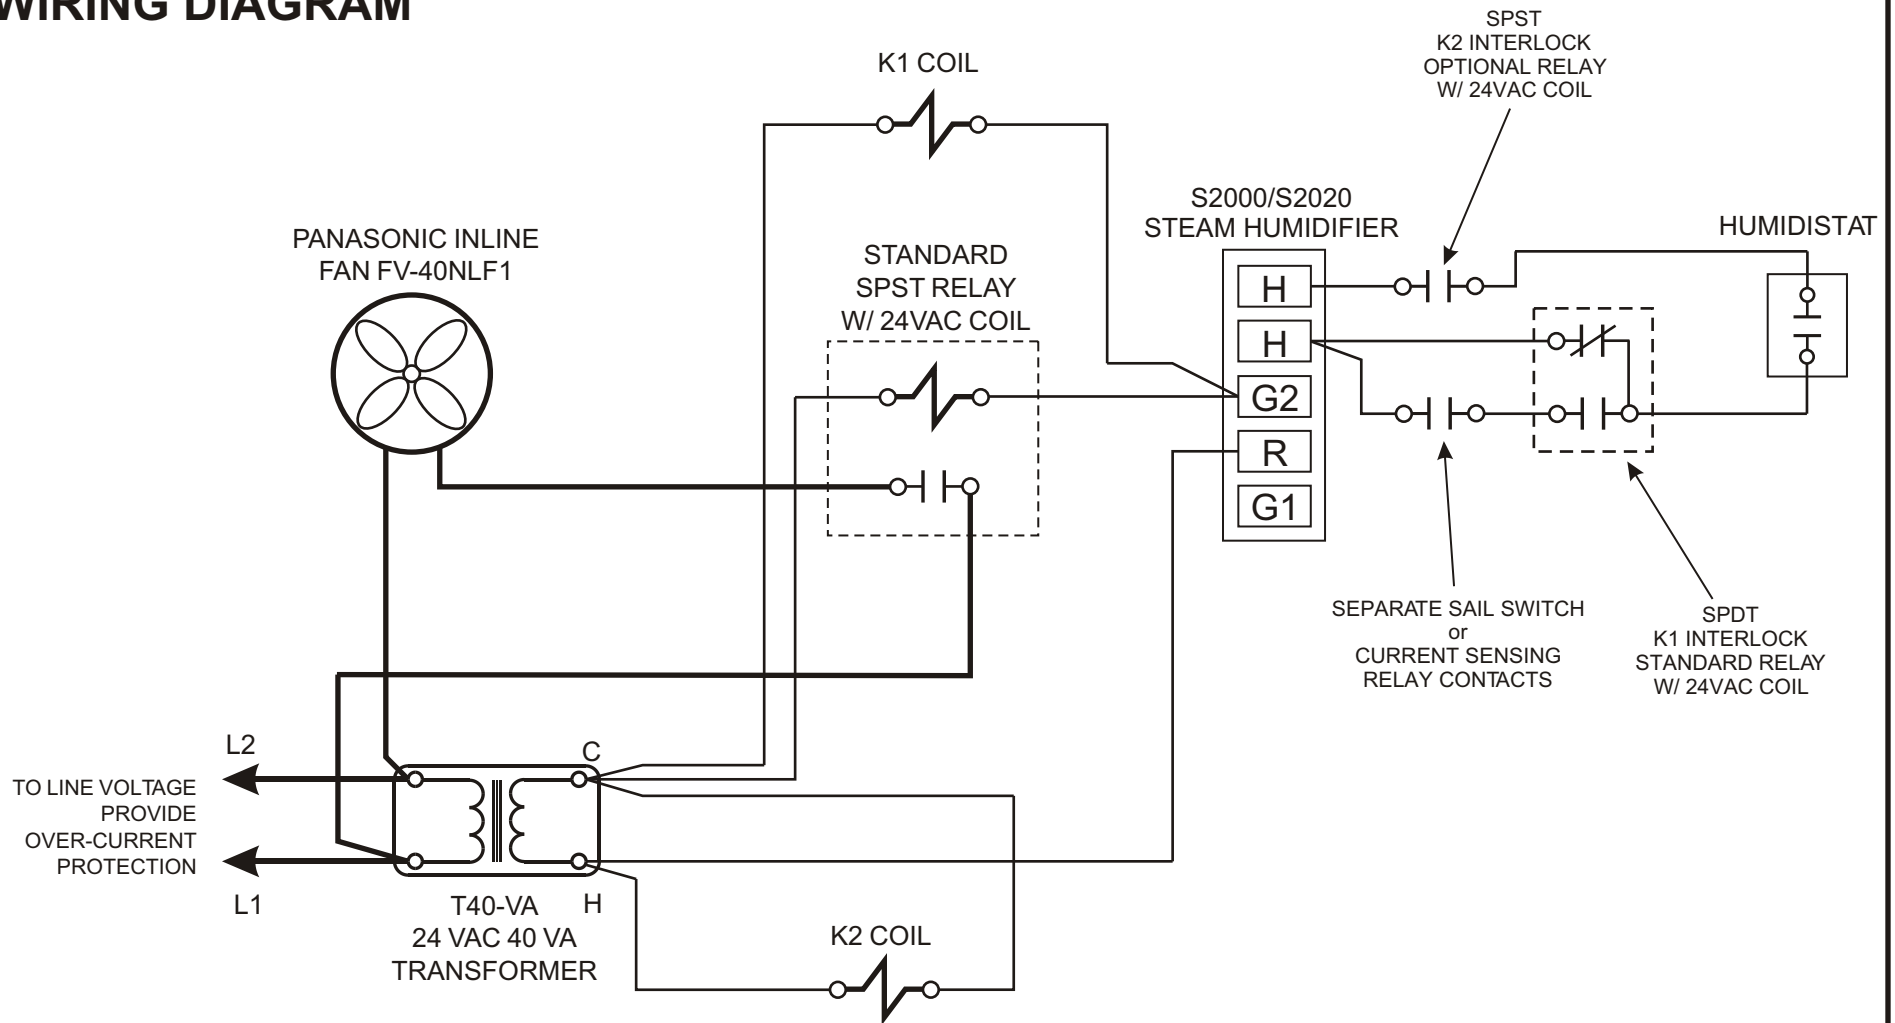 WIRING DIAGRAM
SPST
K2 INTERLOCK
OPTIONAL RELAY
W/ 24VAC COIL
K1 COIL
S2000/S2020
STEAM HUMIDIFIER
HUMIDISTAT
PANASONIC INLINE
FAN FV-40NLF1
STANDARD
SPST RELAY
W/ 24VAC COIL
H
H
G2
R
G1
SEPARATE SAIL SWITCH
or
CURRENT SENSING
RELAY CONTACTS
SPDT
K1 INTERLOCK
STANDARD RELAY
W/ 24VAC COIL
L2
C
TO LINE VOLTAGE
PROVIDE
OVER-CURRENT
PROTECTION
L1
H
T40-VA
24 VAC 40 VA
TRANSFORMER
K2 COIL